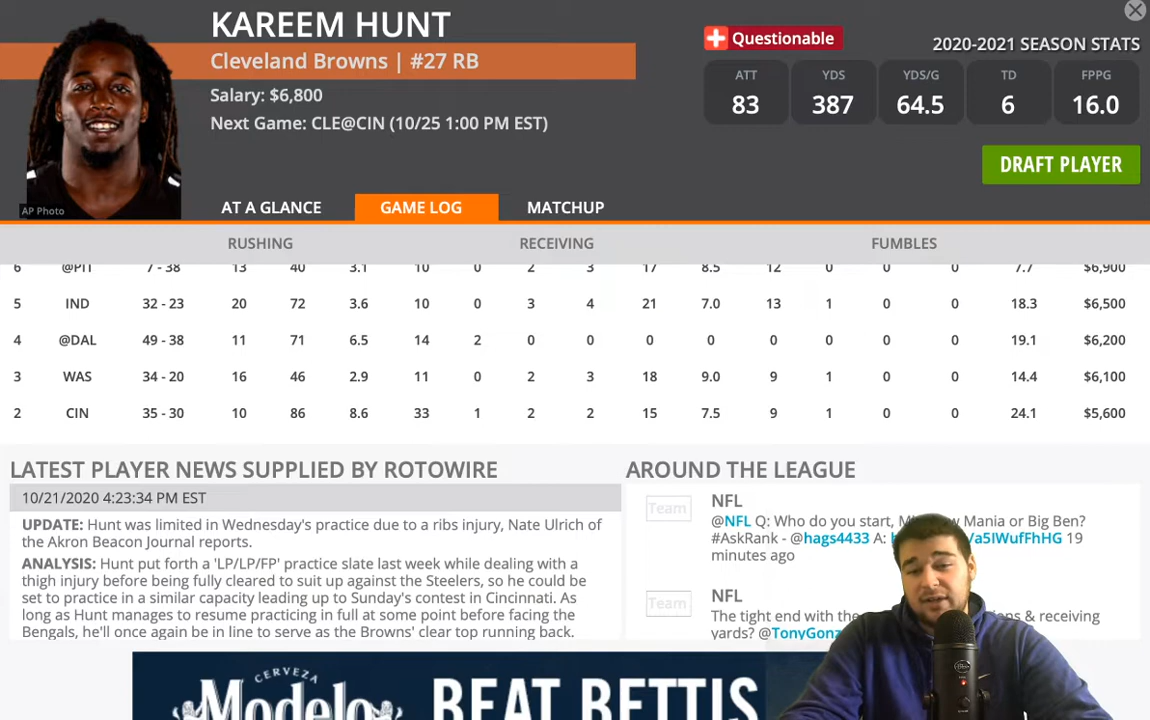 KAREEM HUNT
Cleveland Browns | #27 RB
Salary: $6,800
Next Game: CLE@CIN (10/25 1:00 PM EST)
AP Photo
Questionable
2020-2021 SEASON STATS
ATT YDS YDS/G TD FPPG
83 387 64.5 6 16.0
DRAFT PLAYER
AT A GLANCE GAME LOG MATCHUP
RUSHING RECEIVING FUMBLES
6 @PIT 7 - 38 13 40 3.1 10 0 2 3 17 8.5 12 0 0 0 7.7 $6,900
5 IND 32 - 23 20 72 3.6 10 0 3 4 21 7.0 13 1 0 0 18.3 $6,500
4 @DAL 49 - 38 11 71 6.5 14 2 0 0 0 0 0 0 0 0 19.1 $6,200
3 WAS 34 - 20 16 46 2.9 11 0 2 3 18 9.0 9 1 0 0 14.4 $6,100
2 CIN 35 - 30 10 86 8.6 33 1 2 2 15 7.5 9 1 0 0 24.1 $5,600
LATEST PLAYER NEWS SUPPLIED BY ROTOWIRE
10/21/2020 4:23:34 PM EST
UPDATE: Hunt was limited in Wednesday's practice due to a ribs injury, Nate Ulrich of
the Akron Beacon Journal reports.
ANALYSIS: Hunt put forth a 'LP/LP/FP' practice slate last week while dealing with a
thigh injury before being fully cleared to suit up against the Steelers, so he could be
set to practice in a similar capacity leading up to Sunday's contest in Cincinnati. As
long as Hunt manages to resume practicing in full at some point before facing the
Bengals, he'll once again be in line to serve as the Browns' clear top running back.
AROUND THE LEAGUE
Team
NFL
@NFL Q: Who do you start, Mania or Big Ben?
#AskRank - @hags4433 A: /a5IWufFhHG 19
minutes ago
Team
NFL
The tight end with the & receiving
yards?
CERVEZA
Modelo
BEAT BETTIS